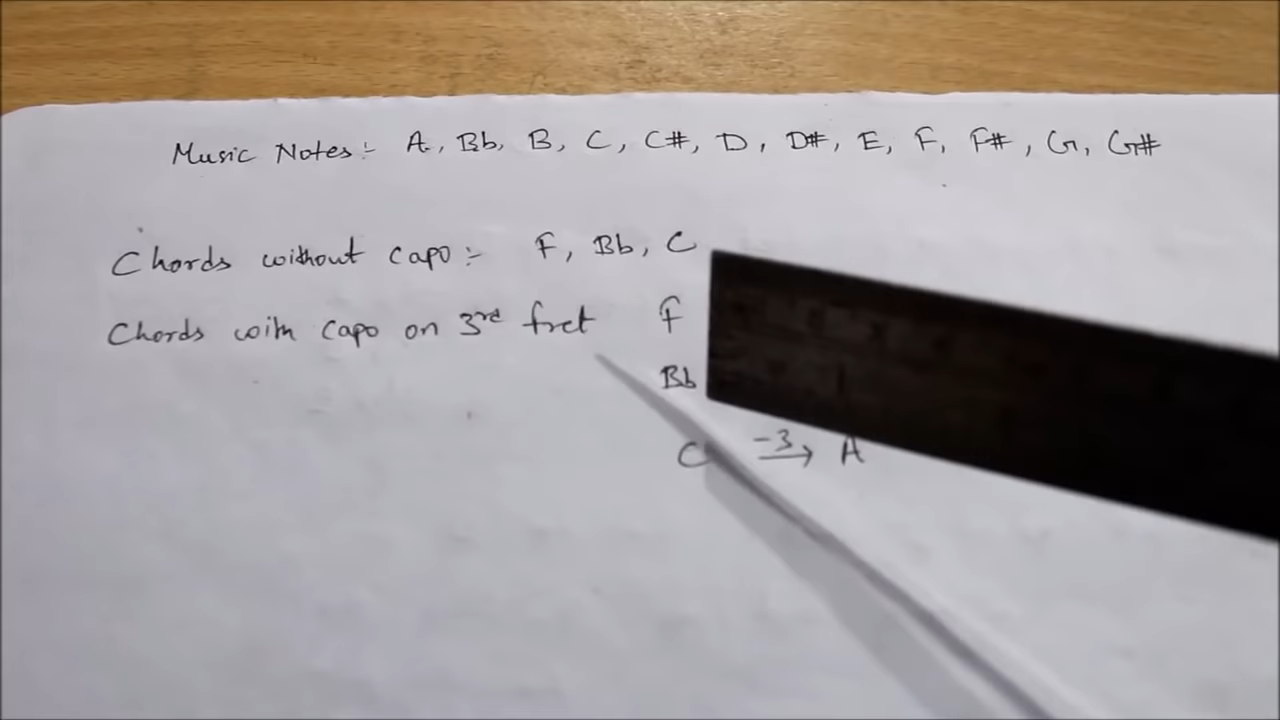 Music Notes:- A, Bb, B, C, C#, D, D#, E, F, F#, G, G#
Chords without capo:- F, Bb, C
Chords with capo on 3rd fret F
Bb
C -3→ A